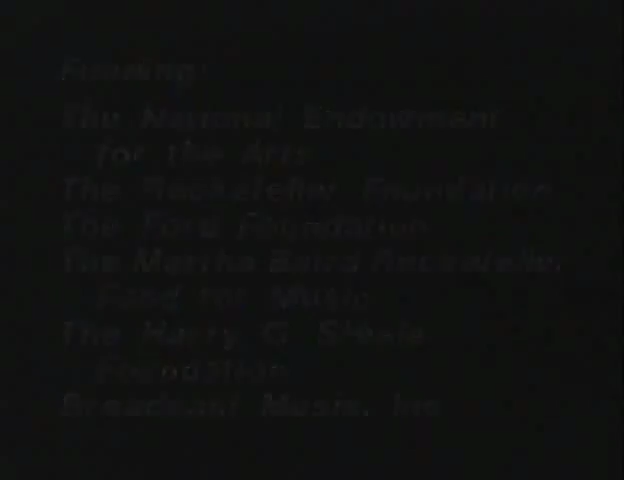 Funding:
The National Endowment
for the Arts
The Rockefeller Foundation
The Ford Foundation
The Martha Baird Rockefeller
Fund for Music
The Harry G. Steele
Foundation
Broadcast Music, Inc